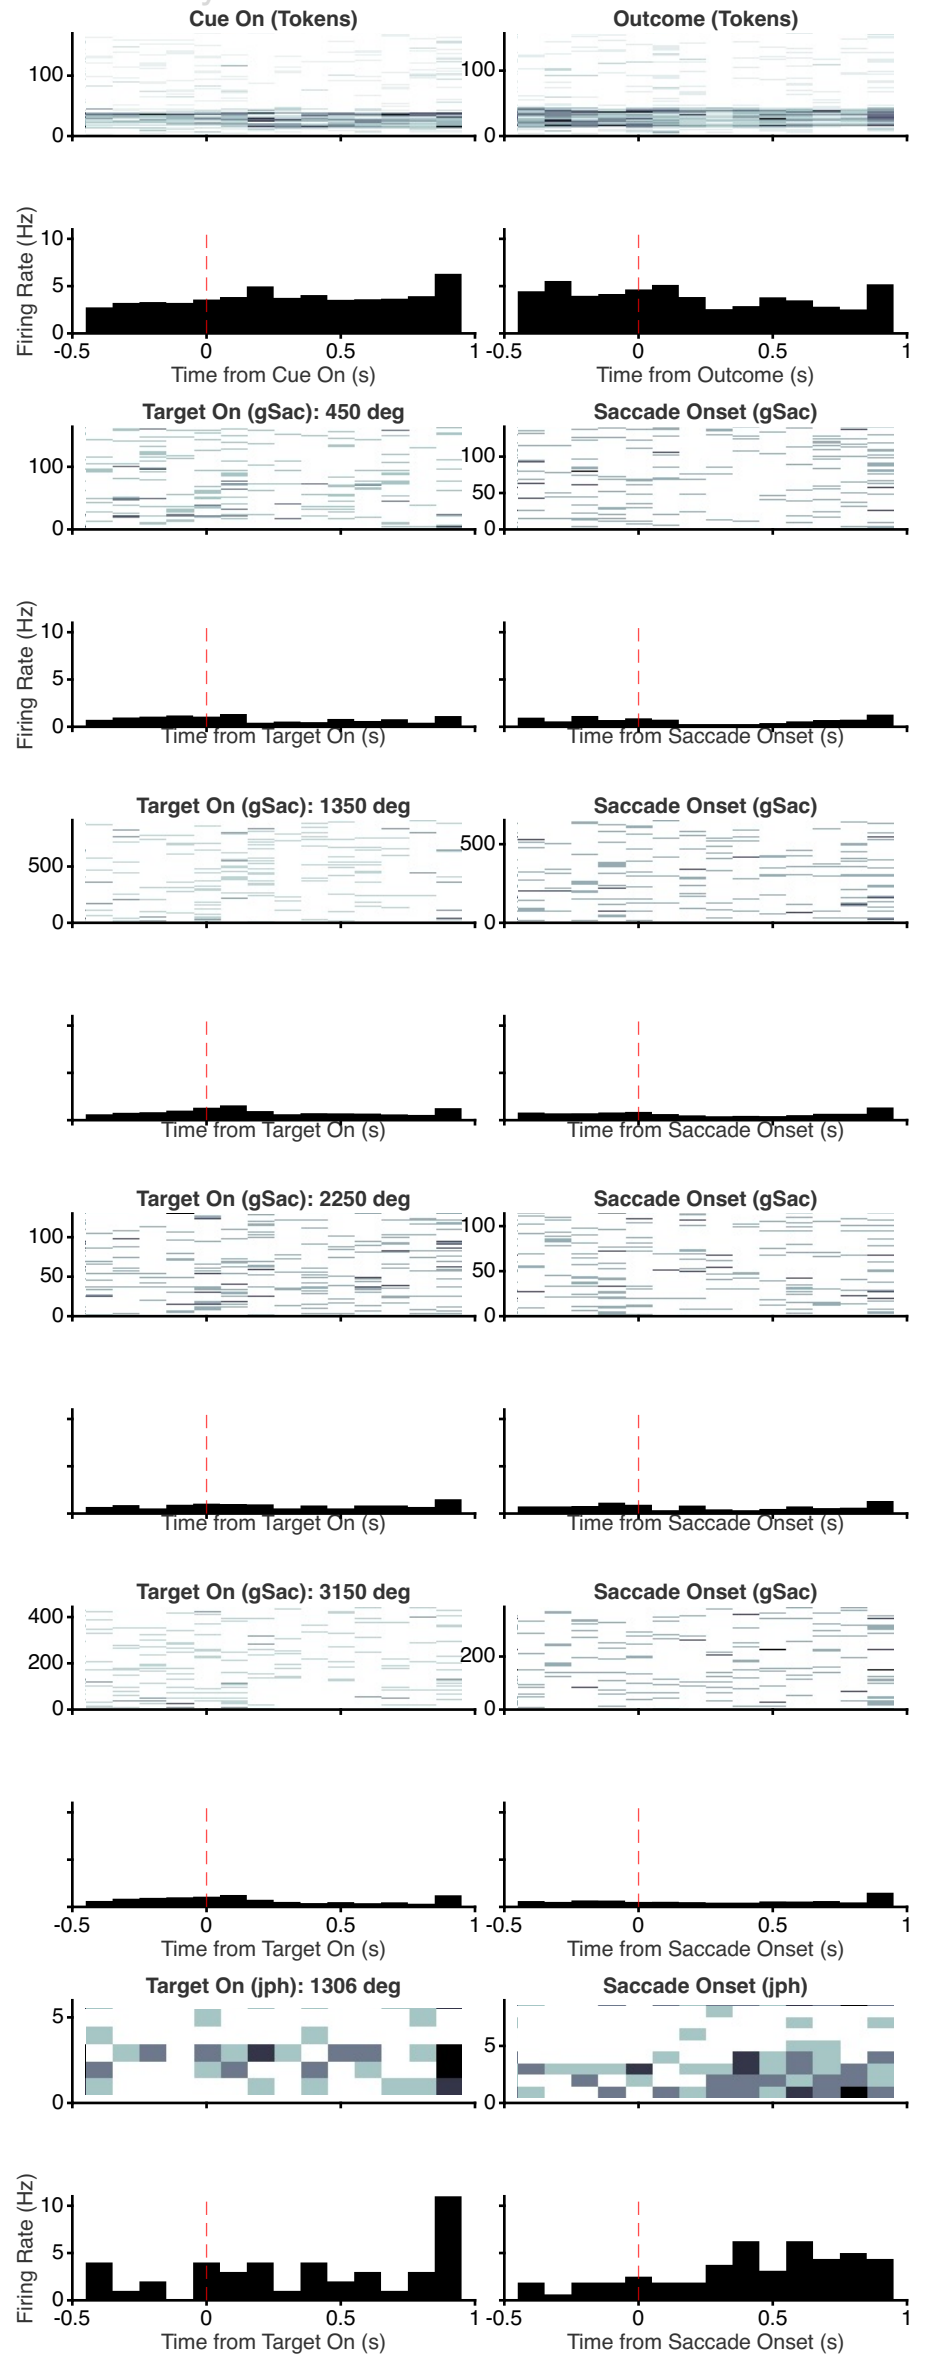 Cue On (Tokens) Outcome (Tokens)
100 100
0 0
Firing Rate (Hz)
10
5
0
-0.5 0 0.5 1 -0.5 0 0.5 1
Time from Cue On (s) Time from Outcome (s)
Target On (gSac): 450 deg Saccade Onset (gSac)
100 100
50
0 0
Firing Rate (Hz)
10
5
0
Time from Target On (s) Time from Saccade Onset (s)
Target On (gSac): 1350 deg Saccade Onset (gSac)
500 500
0 0
Time from Target On (s) Time from Saccade Onset (s)
Target On (gSac): 2250 deg Saccade Onset (gSac)
100 100
50 50
0 0
Time from Target On (s) Time from Saccade Onset (s)
Target On (gSac): 3150 deg Saccade Onset (gSac)
400
200 200
0 0
-0.5 0 0.5 1 -0.5 0 0.5 1
Time from Target On (s) Time from Saccade Onset (s)
Target On (jph): 1306 deg Saccade Onset (jph)
5 5
0 0
Firing Rate (Hz)
10
5
0
-0.5 0 0.5 1 -0.5 0 0.5 1
Time from Target On (s) Time from Saccade Onset (s)